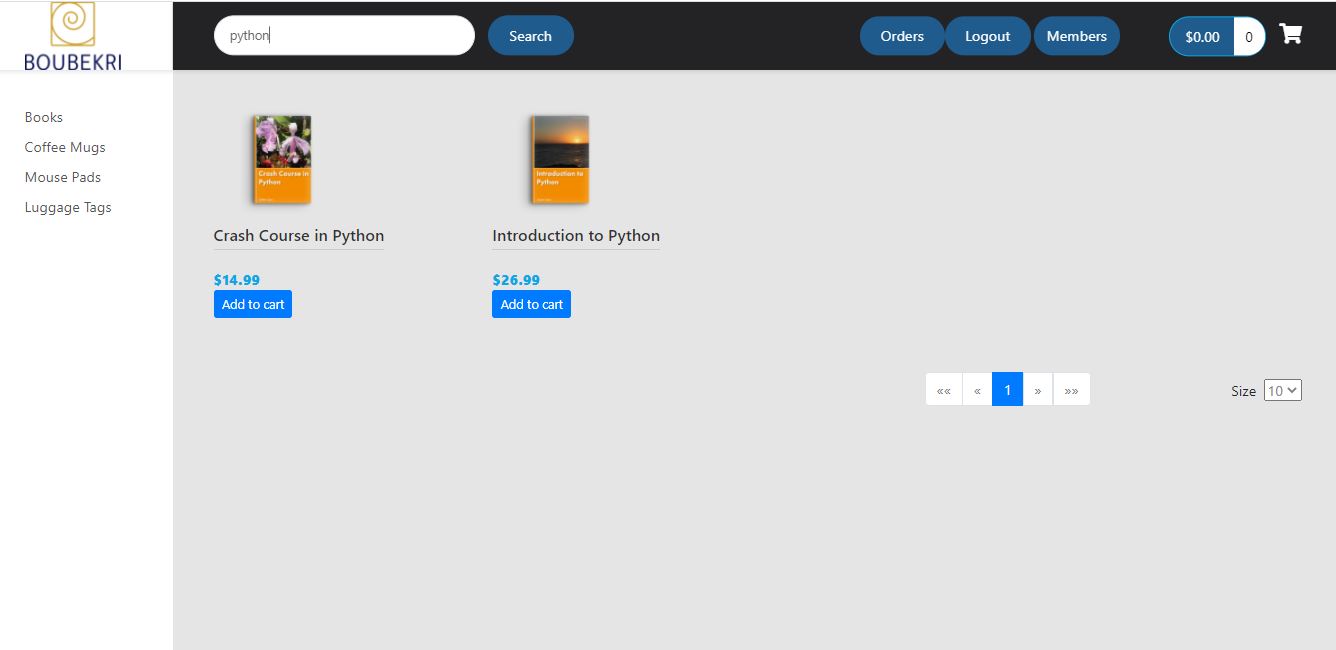 BOUBEKRI
python
Search
Orders
Logout
Members
$0.00
0
Books
Coffee Mugs
Mouse Pads
Luggage Tags
Crash Course in
Python
Introduction to
Python
Crash Course in Python
Introduction to Python
$14.99
$26.99
Add to cart
Add to cart
««
«
1
»
»»
Size
10